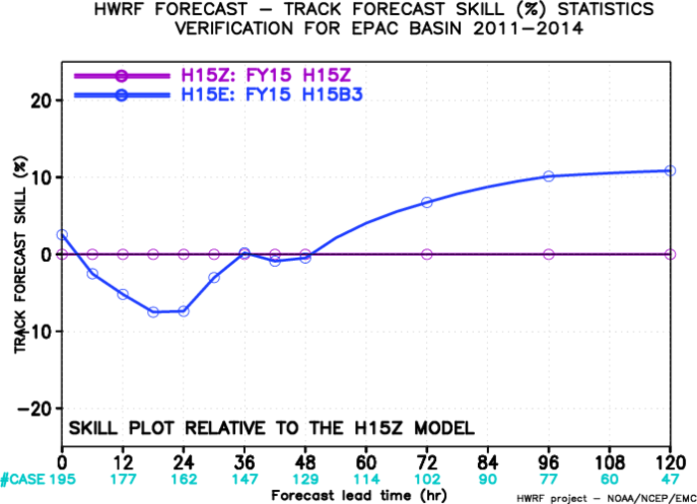 HWRF FORECAST – TRACK FORECAST SKILL (%) STATISTICS
VERIFICATION FOR EPAC BASIN 2011–2014
H15Z: FY15 H15Z
H15E: FY15 H15B3
TRACK FORECAST SKILL (%)
20
10
0
–10
–20
SKILL PLOT RELATIVE TO THE H15Z MODEL
0 12 24 36 48 60 72 84 96 108 120
#CASE 195 177 162 147 129 114 102 90 77 60 47
Forecast lead time (hr)
HWRF project – NOAA/NCEP/EMC